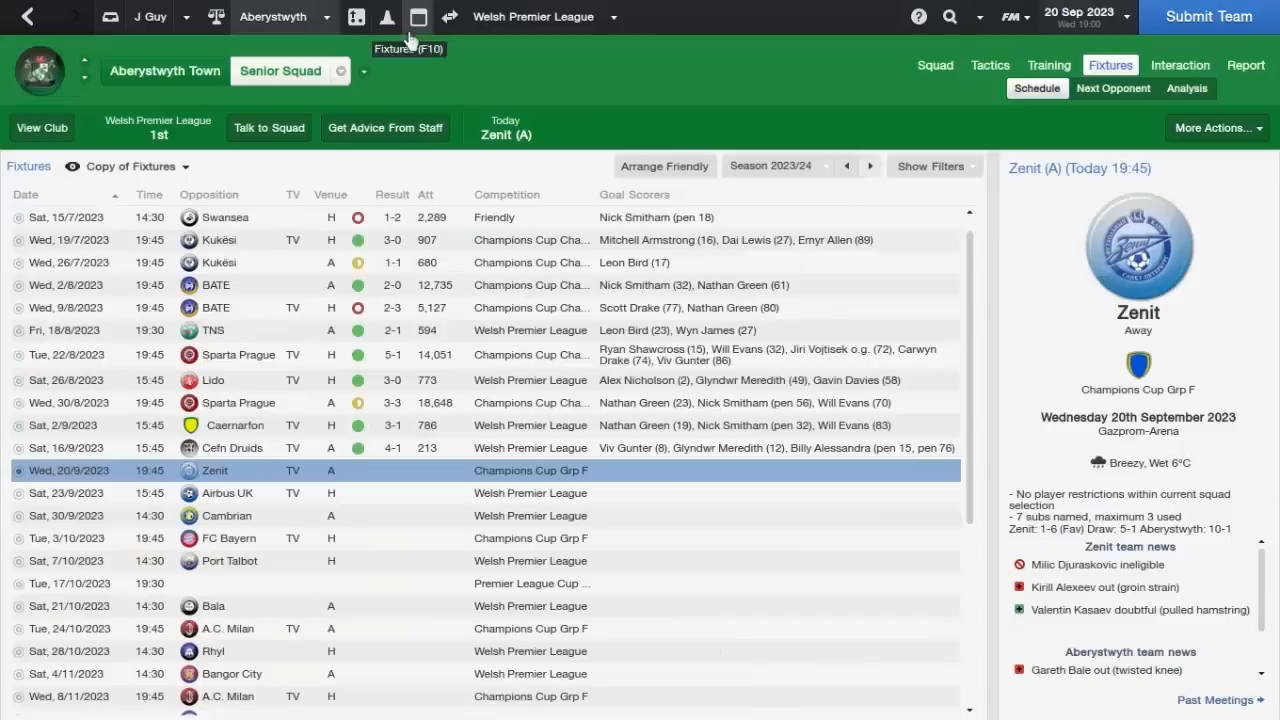 J Guy
Aberystwyth
Welsh Premier League
FM
20 Sep 2023
Wed 19:00
Submit Team
Fixtures (F10)
Aberystwyth Town
Senior Squad
Squad Tactics Training Fixtures Interaction Report
Schedule Next Opponent Analysis
View Club
Welsh Premier League
1st
Talk to Squad
Get Advice From Staff
Today
Zenit (A)
More Actions...
Fixtures
Copy of Fixtures
Arrange Friendly
Season 2023/24
Show Filters
Date Time Opposition TV Venue Result Att Competition Goal Scorers
Sat, 15/7/2023 14:30 Swansea H 1-2 2,289 Friendly Nick Smitham (pen 18)
Wed, 19/7/2023 19:45 Kukësi TV H 3-0 907 Champions Cup Cha... Mitchell Armstrong (16), Dai Lewis (27), Emyr Allen (89)
Wed, 26/7/2023 19:45 Kukësi A 1-1 680 Champions Cup Cha... Leon Bird (17)
Wed, 2/8/2023 19:45 BATE A 2-0 12,735 Champions Cup Cha... Nick Smitham (32), Nathan Green (61)
Wed, 9/8/2023 19:45 BATE TV H 2-3 5,127 Champions Cup Cha... Scott Drake (77), Nathan Green (80)
Fri, 18/8/2023 19:30 TNS A 2-1 594 Welsh Premier League Leon Bird (23), Wyn James (27)
Tue, 22/8/2023 19:45 Sparta Prague TV H 5-1 14,051 Champions Cup Cha... Ryan Shawcross (15), Will Evans (32), Jiri Vojtisek o.g. (72), Carwyn
Drake (74), Viv Gunter (86)
Sat, 26/8/2023 15:45 Lido TV H 3-0 773 Welsh Premier League Alex Nicholson (2), Glyndwr Meredith (49), Gavin Davies (58)
Wed, 30/8/2023 19:45 Sparta Prague A 3-3 18,648 Champions Cup Cha... Nathan Green (23), Nick Smitham (pen 56), Will Evans (70)
Sat, 2/9/2023 15:45 Caernarfon TV H 3-1 786 Welsh Premier League Nathan Green (19), Nick Smitham (pen 32), Will Evans (83)
Sat, 16/9/2023 15:45 Cefn Druids TV A 4-1 213 Welsh Premier League Viv Gunter (8), Glyndwr Meredith (12), Billy Alessandra (pen 15, pen 76)
Wed, 20/9/2023 19:45 Zenit TV A Champions Cup Grp F
Sat, 23/9/2023 15:45 Airbus UK TV H Welsh Premier League
Sat, 30/9/2023 14:30 Cambrian A Welsh Premier League
Tue, 3/10/2023 19:45 FC Bayern TV H Champions Cup Grp F
Sat, 7/10/2023 14:30 Port Talbot H Welsh Premier League
Tue, 17/10/2023 19:30 Premier League Cup ...
Sat, 21/10/2023 14:30 Bala A Welsh Premier League
Tue, 24/10/2023 19:45 A.C. Milan TV A Champions Cup Grp F
Sat, 28/10/2023 14:30 Rhyl H Welsh Premier League
Sat, 4/11/2023 14:30 Bangor City A Welsh Premier League
Wed, 8/11/2023 19:45 A.C. Milan TV H Champions Cup Grp F
Zenit (A) (Today 19:45)
Zenit
Away
Champions Cup Grp F
Wednesday 20th September 2023
Gazprom-Arena
Breezy, Wet 6°C
- No player restrictions within current squad
selection
- 7 subs named, maximum 3 used
Zenit: 1-6 (Fav) Draw: 5-1 Aberystwyth: 10-1
Zenit team news
Milic Djuraskovic ineligible
Kirill Alexeev out (groin strain)
Valentin Kasaev doubtful (pulled hamstring)
Aberystwyth team news
Gareth Bale out (twisted knee)
Past Meetings